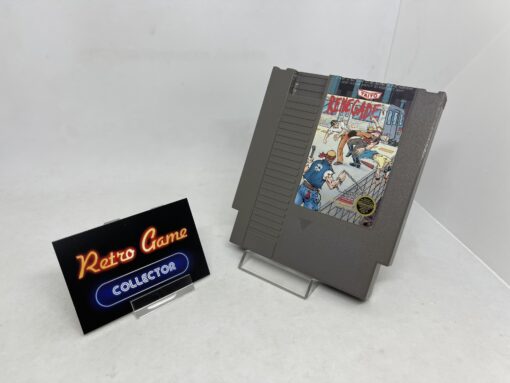 Retro Game
COLLECTOR
TAITO
RENEGADE